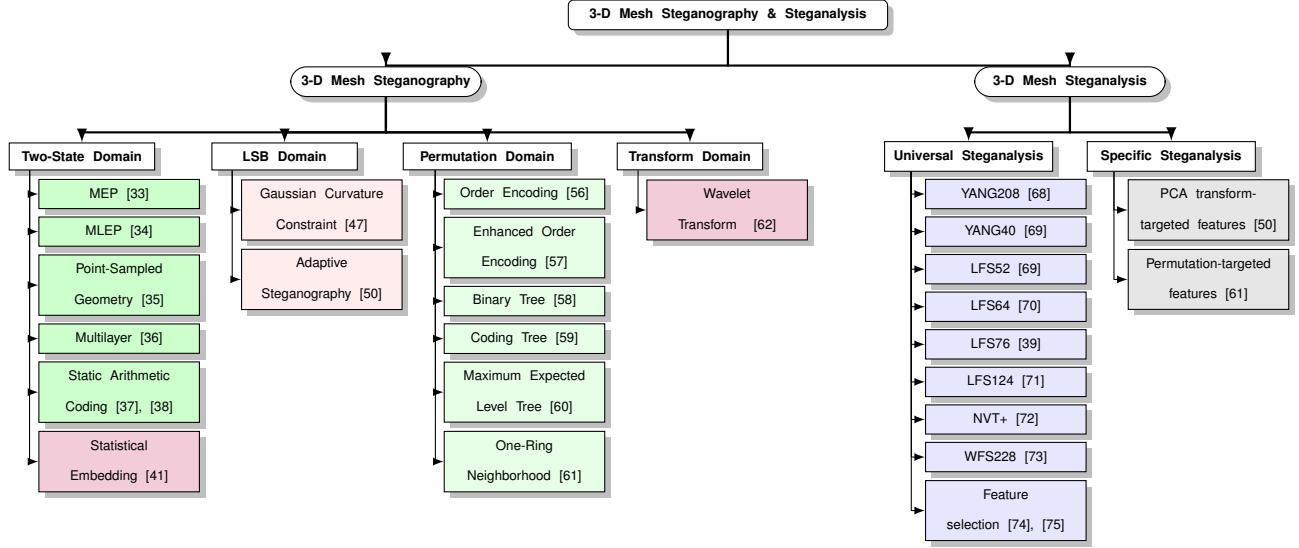 3-D Mesh Steganography & Steganalysis
3-D Mesh Steganography
3-D Mesh Steganalysis
Two-State Domain
MEP [33]
MLEP [34]
Point-Sampled
Geometry [35]
Multilayer [36]
Static Arithmetic
Coding [37], [38]
Statistical
Embedding [41]
LSB Domain
Gaussian Curvature
Constraint [47]
Adaptive
Steganography [50]
Permutation Domain
Order Encoding [56]
Enhanced Order
Encoding [57]
Binary Tree [58]
Coding Tree [59]
Maximum Expected
Level Tree [60]
One-Ring
Neighborhood [61]
Transform Domain
Wavelet
Transform [62]
Universal Steganalysis
YANG208 [68]
YANG40 [69]
LFS52 [69]
LFS64 [70]
LFS76 [39]
LFS124 [71]
NVT+ [72]
WFS228 [73]
Feature
selection [74], [75]
Specific Steganalysis
PCA transform-
targeted features [50]
Permutation-targeted
features [61]